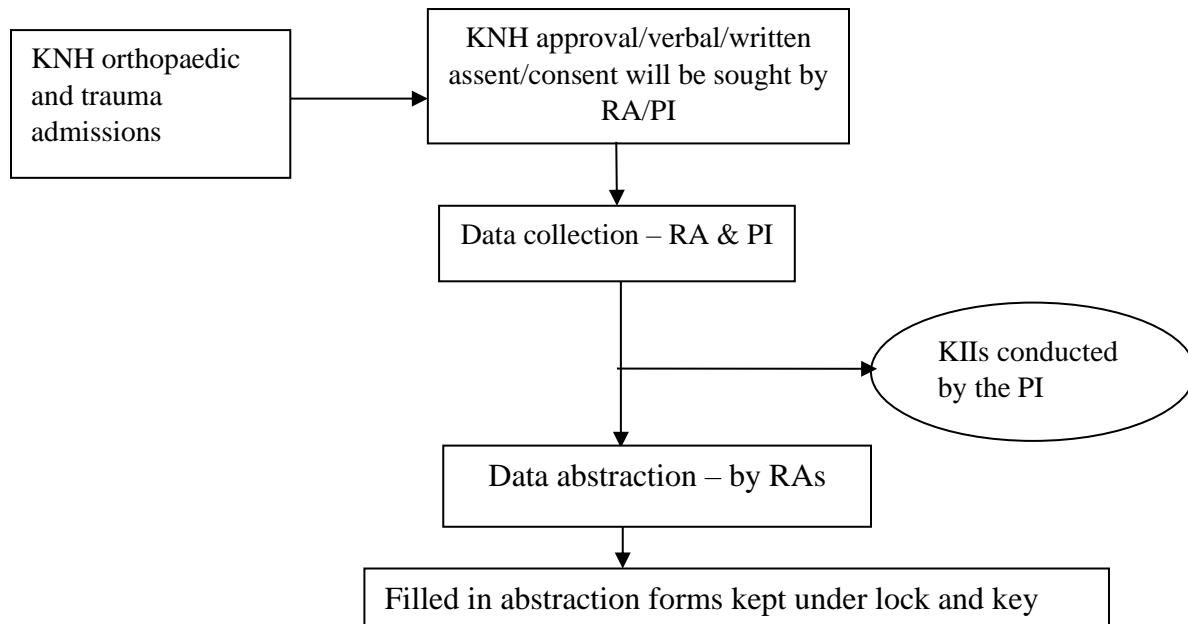 KNH orthopaedic
and trauma
admissions
KNH approval/verbal/written
assent/consent will be sought by
RA/PI
Data collection – RA & PI
KIIs conducted
by the PI
Data abstraction – by RAs
Filled in abstraction forms kept under lock and key